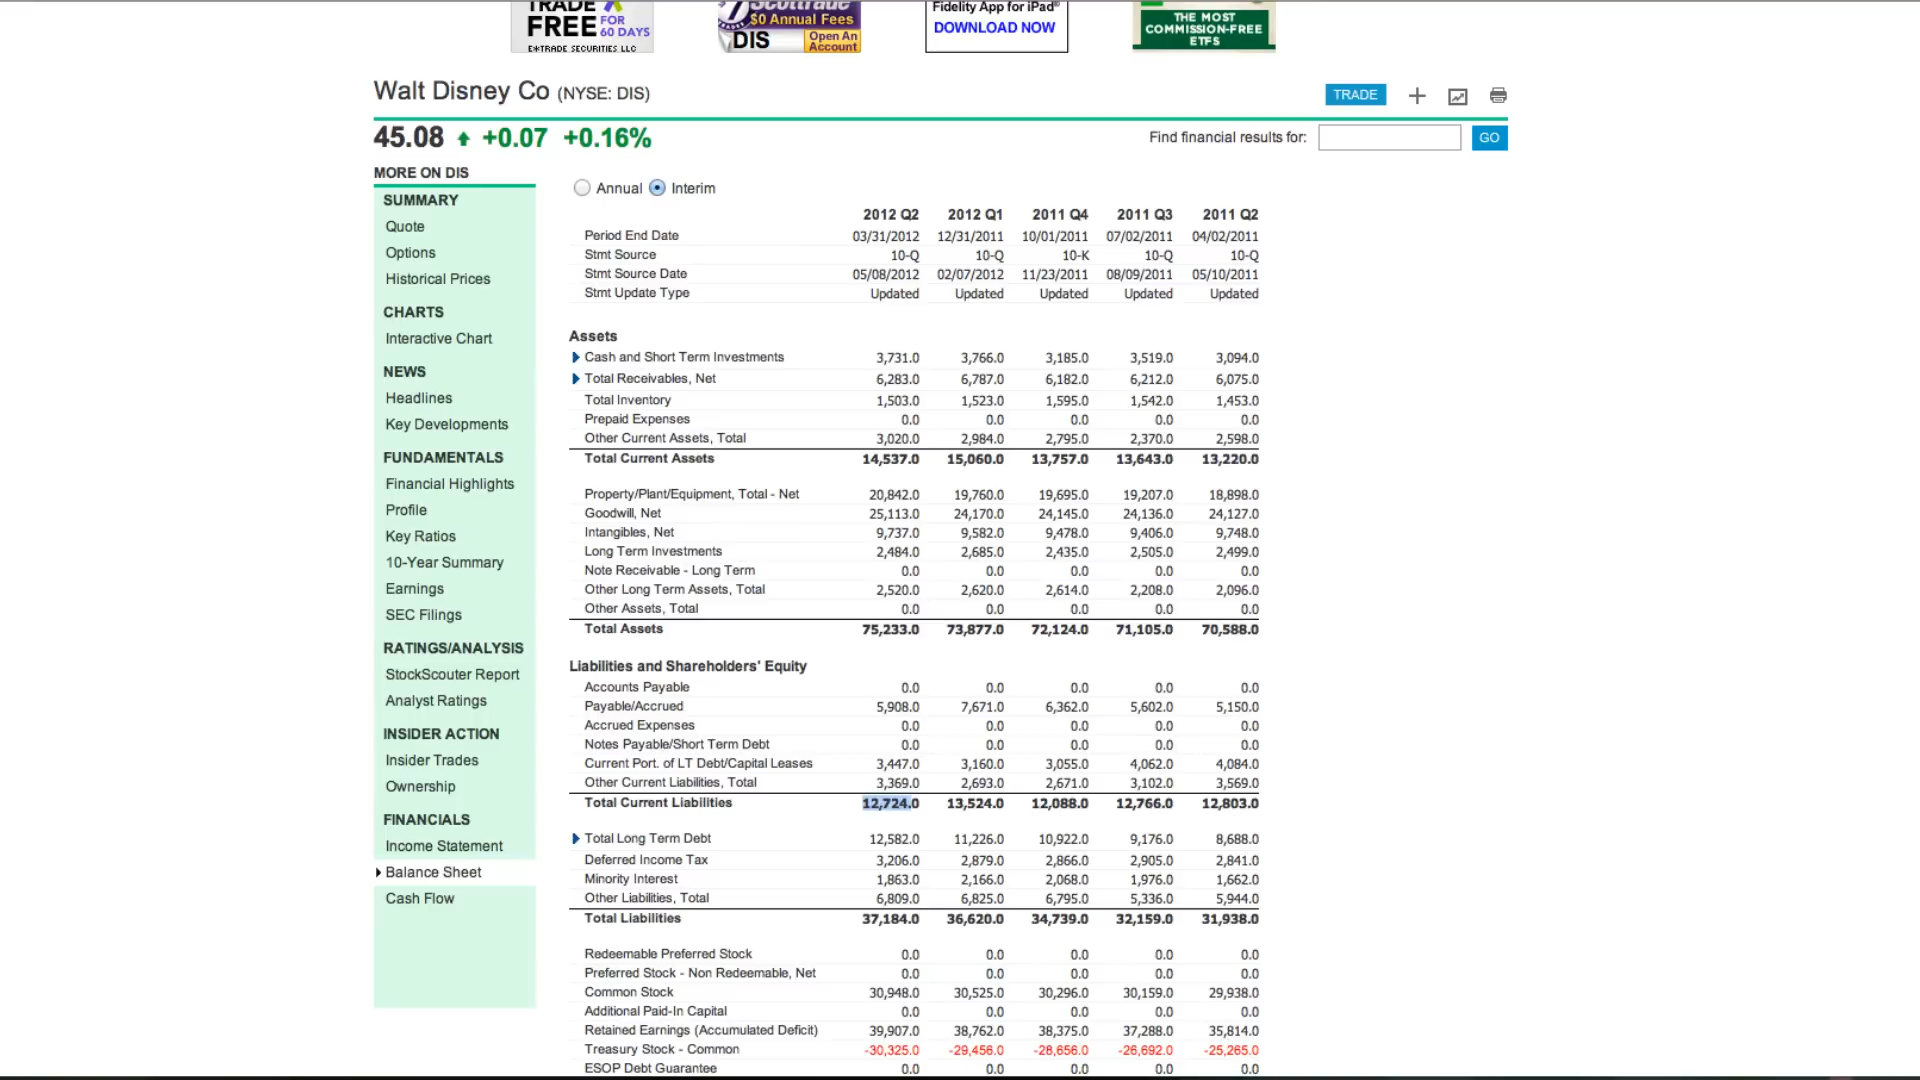 TRADE
FREE FOR
60 DAYS
E*TRADE SECURITIES LLC
Scottrade
$0 Annual Fees
DIS Open An
Account
Fidelity App for iPad®
DOWNLOAD NOW
THE MOST
COMMISSION-FREE
ETFS
Walt Disney Co (NYSE: DIS)
TRADE
45.08 +0.07 +0.16%
Find financial results for: GO
MORE ON DIS
SUMMARY
Quote
Options
Historical Prices
CHARTS
Interactive Chart
NEWS
Headlines
Key Developments
FUNDAMENTALS
Financial Highlights
Profile
Key Ratios
10-Year Summary
Earnings
SEC Filings
RATINGS/ANALYSIS
StockScouter Report
Analyst Ratings
INSIDER ACTION
Insider Trades
Ownership
FINANCIALS
Income Statement
Balance Sheet
Cash Flow
Annual Interim
2012 Q2 2012 Q1 2011 Q4 2011 Q3 2011 Q2
Period End Date 03/31/2012 12/31/2011 10/01/2011 07/02/2011 04/02/2011
Stmt Source 10-Q 10-Q 10-K 10-Q 10-Q
Stmt Source Date 05/08/2012 02/07/2012 11/23/2011 08/09/2011 05/10/2011
Stmt Update Type Updated Updated Updated Updated Updated
Assets
Cash and Short Term Investments 3,731.0 3,766.0 3,185.0 3,519.0 3,094.0
Total Receivables, Net 6,283.0 6,787.0 6,182.0 6,212.0 6,075.0
Total Inventory 1,503.0 1,523.0 1,595.0 1,542.0 1,453.0
Prepaid Expenses 0.0 0.0 0.0 0.0 0.0
Other Current Assets, Total 3,020.0 2,984.0 2,795.0 2,370.0 2,598.0
Total Current Assets 14,537.0 15,060.0 13,757.0 13,643.0 13,220.0
Property/Plant/Equipment, Total - Net 20,842.0 19,760.0 19,695.0 19,207.0 18,898.0
Goodwill, Net 25,113.0 24,170.0 24,145.0 24,136.0 24,127.0
Intangibles, Net 9,737.0 9,582.0 9,478.0 9,406.0 9,748.0
Long Term Investments 2,484.0 2,685.0 2,435.0 2,505.0 2,499.0
Note Receivable - Long Term 0.0 0.0 0.0 0.0 0.0
Other Long Term Assets, Total 2,520.0 2,620.0 2,614.0 2,208.0 2,096.0
Other Assets, Total 0.0 0.0 0.0 0.0 0.0
Total Assets 75,233.0 73,877.0 72,124.0 71,105.0 70,588.0
Liabilities and Shareholders' Equity
Accounts Payable 0.0 0.0 0.0 0.0 0.0
Payable/Accrued 5,908.0 7,671.0 6,362.0 5,602.0 5,150.0
Accrued Expenses 0.0 0.0 0.0 0.0 0.0
Notes Payable/Short Term Debt 0.0 0.0 0.0 0.0 0.0
Current Port. of LT Debt/Capital Leases 3,447.0 3,160.0 3,055.0 4,062.0 4,084.0
Other Current Liabilities, Total 3,369.0 2,693.0 2,671.0 3,102.0 3,569.0
Total Current Liabilities 12,724.0 13,524.0 12,088.0 12,766.0 12,803.0
Total Long Term Debt 12,582.0 11,226.0 10,922.0 9,176.0 8,688.0
Deferred Income Tax 3,206.0 2,879.0 2,866.0 2,905.0 2,841.0
Minority Interest 1,863.0 2,166.0 2,068.0 1,976.0 1,662.0
Other Liabilities, Total 6,809.0 6,825.0 6,795.0 5,336.0 5,944.0
Total Liabilities 37,184.0 36,620.0 34,739.0 32,159.0 31,938.0
Redeemable Preferred Stock 0.0 0.0 0.0 0.0 0.0
Preferred Stock - Non Redeemable, Net 0.0 0.0 0.0 0.0 0.0
Common Stock 30,948.0 30,525.0 30,296.0 30,159.0 29,938.0
Additional Paid-In Capital 0.0 0.0 0.0 0.0 0.0
Retained Earnings (Accumulated Deficit) 39,907.0 38,762.0 38,375.0 37,288.0 35,814.0
Treasury Stock - Common -30,325.0 -29,456.0 -28,656.0 -26,692.0 -25,265.0
ESOP Debt Guarantee 0.0 0.0 0.0 0.0 0.0